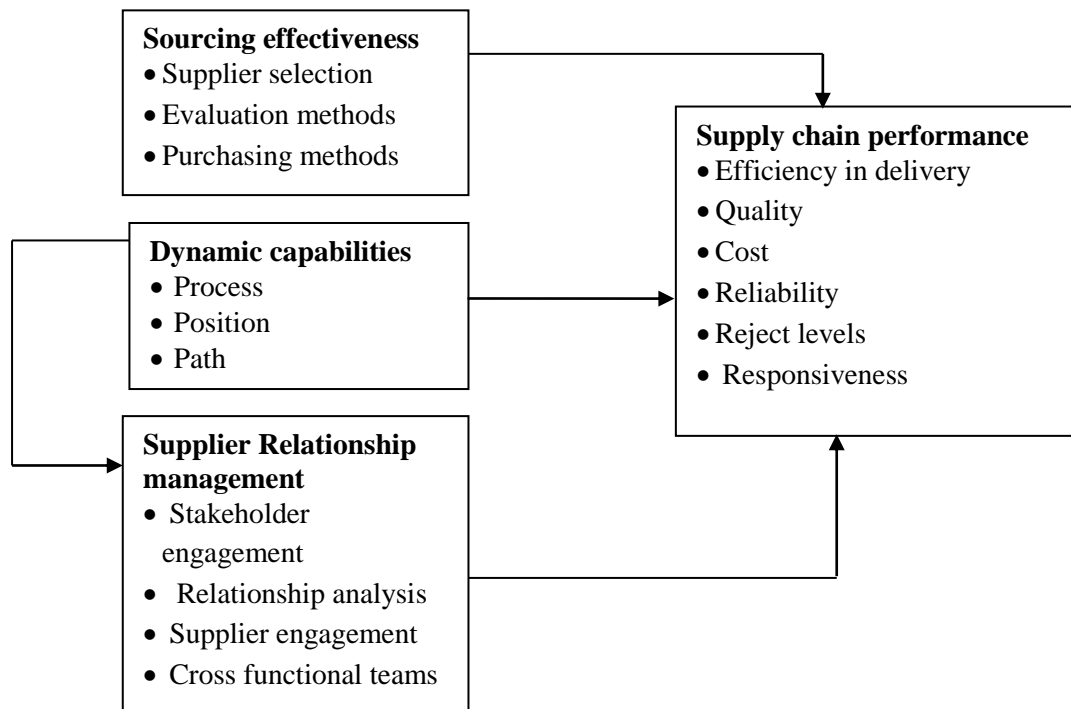 Sourcing effectiveness
• Supplier selection
• Evaluation methods
• Purchasing methods
Supply chain performance
• Efficiency in delivery
• Quality
• Cost
• Reliability
• Reject levels
• Responsiveness
Dynamic capabilities
• Process
• Position
• Path
Supplier Relationship
management
• Stakeholder
engagement
• Relationship analysis
• Supplier engagement
• Cross functional teams